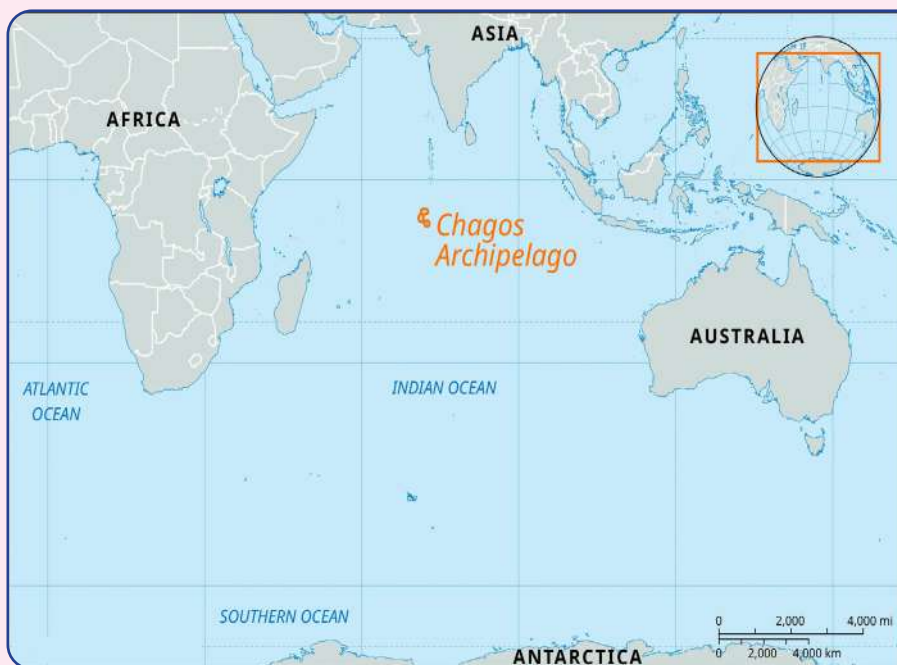 ASIA
AFRICA
Chagos
Archipelago
AUSTRALIA
ATLANTIC
OCEAN
INDIAN OCEAN
SOUTHERN OCEAN
0 2,000 4,000 mi
0 2,000 4,000 km
ANTARCTICA